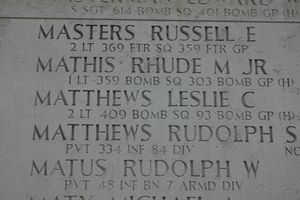 S SGT 614 BOMB SQ 401 BOMB GP (H)
MASTERS RUSSELL E
2 LT 369 FTR SQ 359 FTR GP
MATHIS RHUDE M JR
1 LT 359 BOMB SQ 303 BOMB GP (H)
MATTHEWS LESLIE C
2 LT 409 BOMB SQ 93 BOMB GP (H)
MATTHEWS RUDOLPH S
PVT 334 INF 84 DIV
MATUS RUDOLPH W
PVT 48 INF BN 7 ARMD DIV